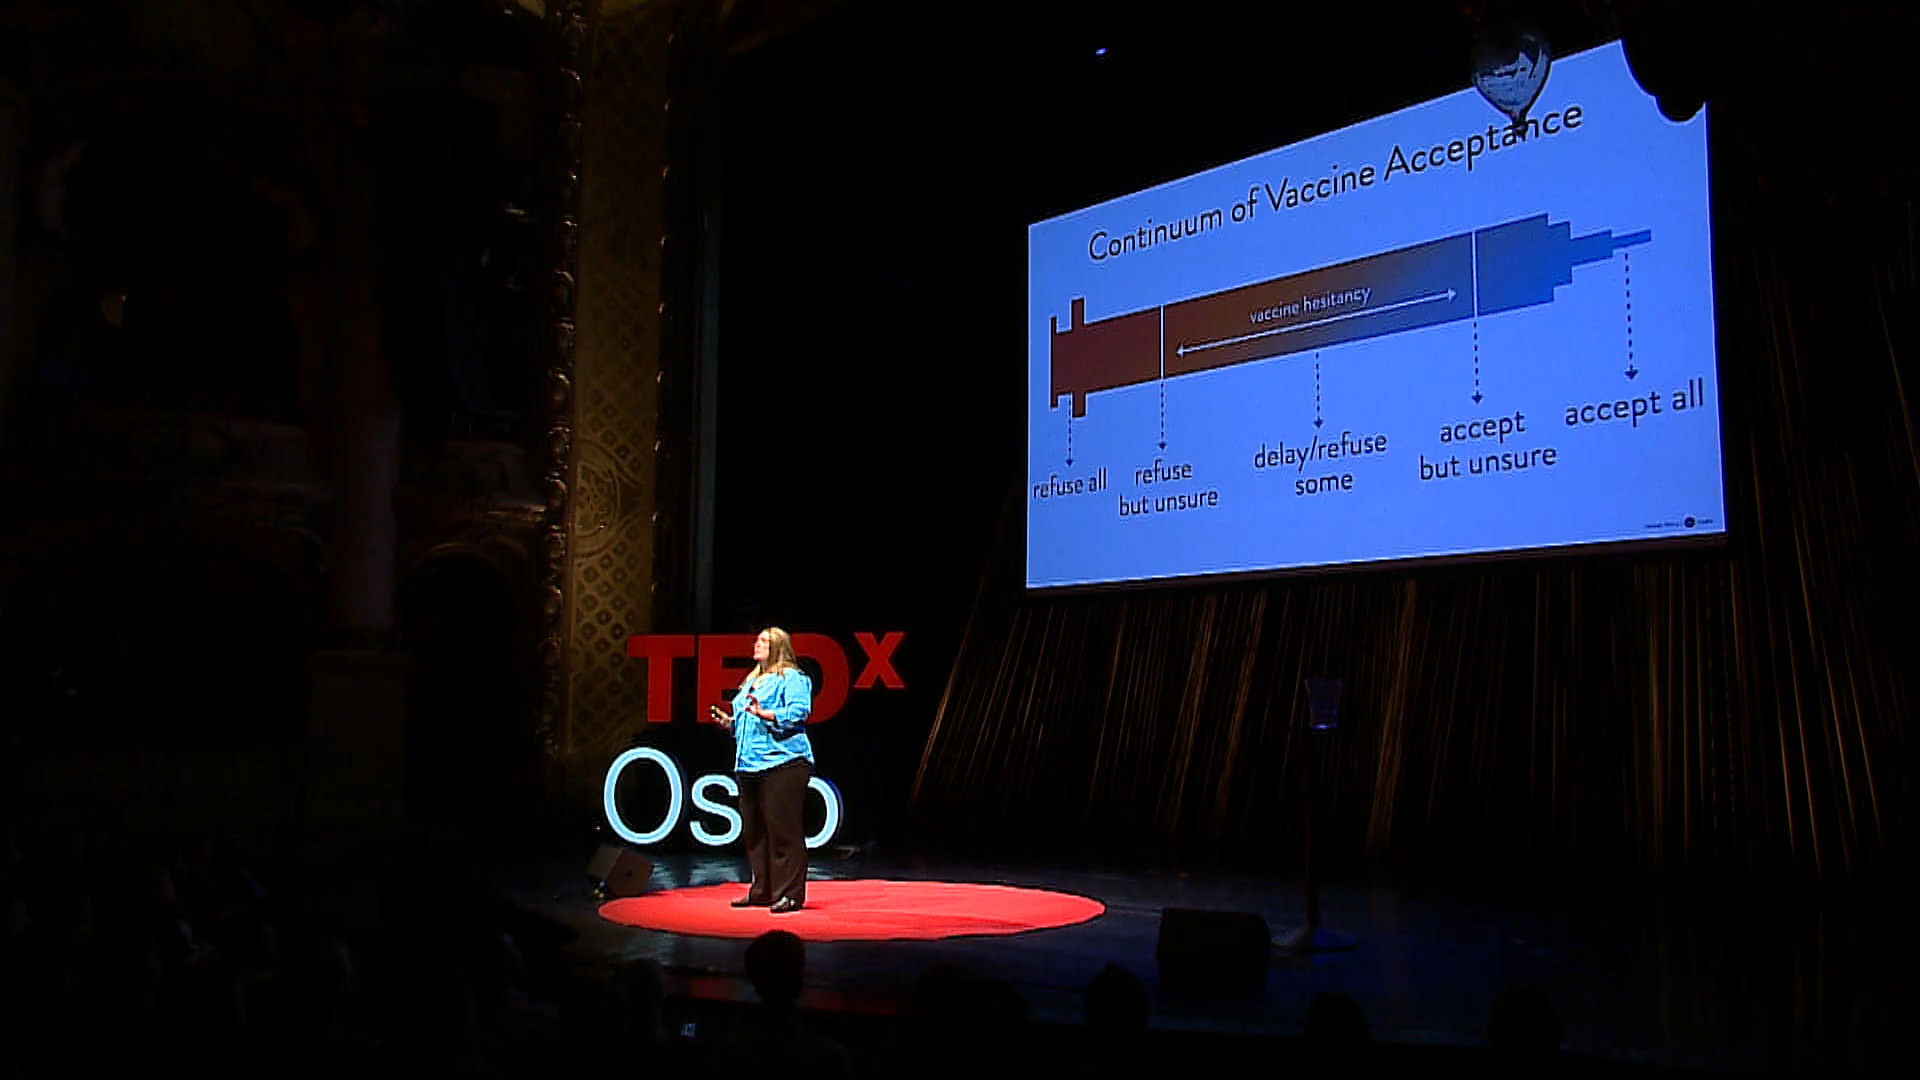 Continuum of Vaccine Acceptance
vaccine hesitancy
refuse all
refuse
but unsure
delay/refuse
some
accept
but unsure
accept all
TEDx
Os o